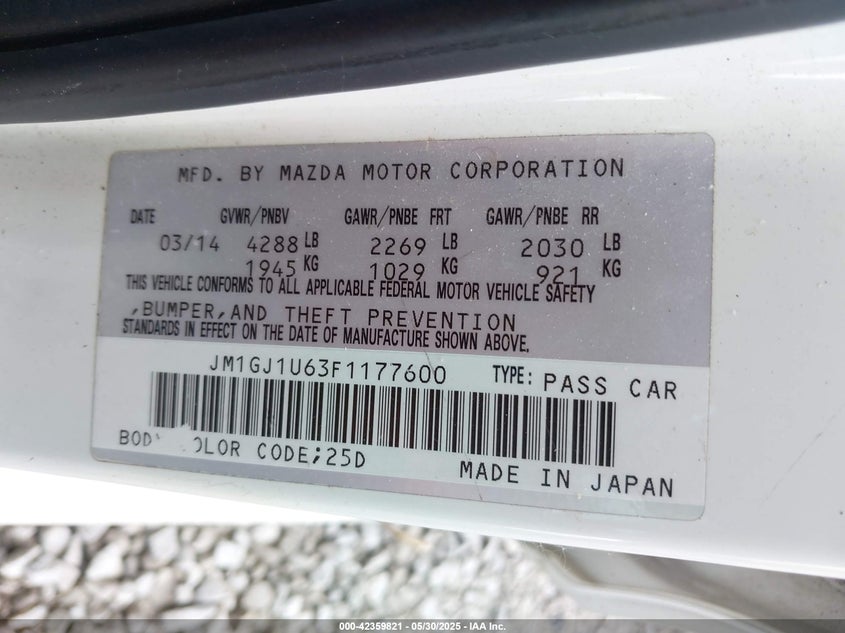 MFD. BY MAZDA MOTOR CORPORATION
DATE GVWR/PNBV GAWR/PNBE FRT GAWR/PNBE RR
03/14 4288 LB 2269 LB 2030 LB
1945 KG 1029 KG 921 KG
THIS VEHICLE CONFORMS TO ALL APPLICABLE FEDERAL MOTOR VEHICLE SAFETY
,BUMPER,AND THEFT PREVENTION
STANDARDS IN EFFECT ON THE DATE OF MANUFACTURE SHOWN ABOVE.
JM1GJ1U63F1177600 TYPE: PASS CAR
BODY OLOR CODE;25D
MADE IN JAPAN
000-42359821 - 05/30/2025 - IAA Inc.